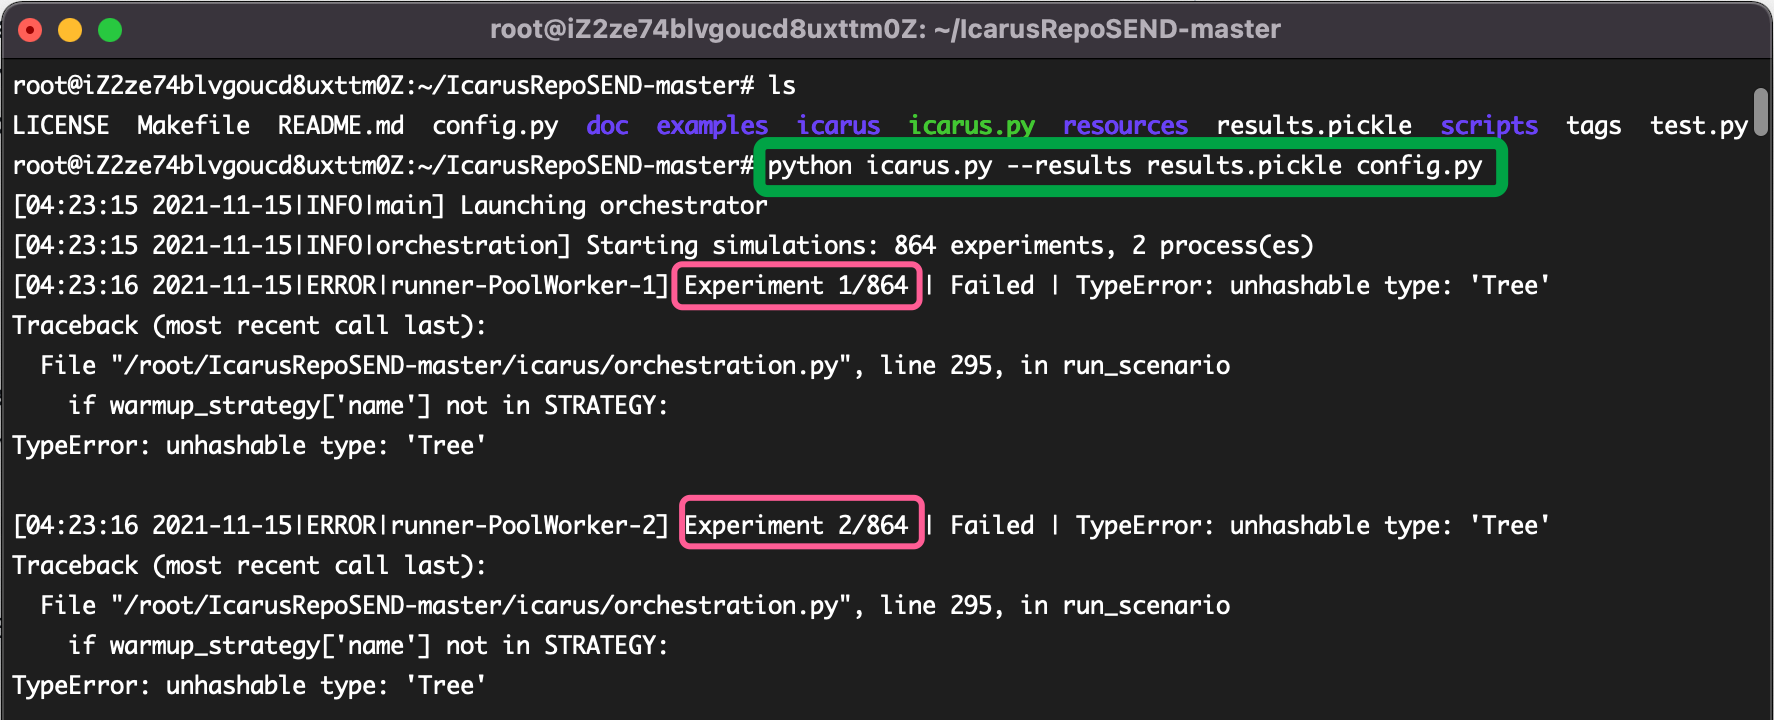 root@iZ2ze74blvgoucd8uxttm0Z: ~/IcarusRepoSEND-master
root@iZ2ze74blvgoucd8uxttm0Z:~/IcarusRepoSEND-master# ls
LICENSE  Makefile  README.md  config.py  doc  examples  icarus  icarus.py  resources  results.pickle  scripts  tags  test.py
root@iZ2ze74blvgoucd8uxttm0Z:~/IcarusRepoSEND-master# python icarus.py --results results.pickle config.py
[04:23:15 2021-11-15|INFO|main] Launching orchestrator
[04:23:15 2021-11-15|INFO|orchestration] Starting simulations: 864 experiments, 2 process(es)
[04:23:16 2021-11-15|ERROR|runner-PoolWorker-1] Experiment 1/864 | Failed | TypeError: unhashable type: 'Tree'
Traceback (most recent call last):
  File "/root/IcarusRepoSEND-master/icarus/orchestration.py", line 295, in run_scenario
    if warmup_strategy['name'] not in STRATEGY:
TypeError: unhashable type: 'Tree'
[04:23:16 2021-11-15|ERROR|runner-PoolWorker-2] Experiment 2/864 | Failed | TypeError: unhashable type: 'Tree'
Traceback (most recent call last):
  File "/root/IcarusRepoSEND-master/icarus/orchestration.py", line 295, in run_scenario
    if warmup_strategy['name'] not in STRATEGY:
TypeError: unhashable type: 'Tree'